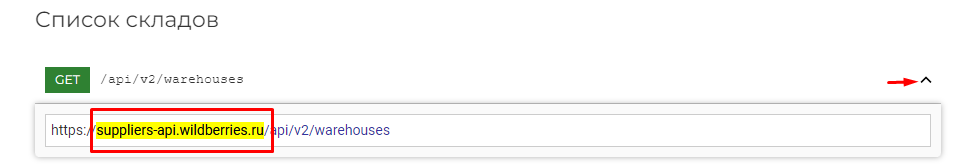 Список складов
GET /api/v2/warehouses
https://suppliers-api.wildberries.ru/api/v2/warehouses